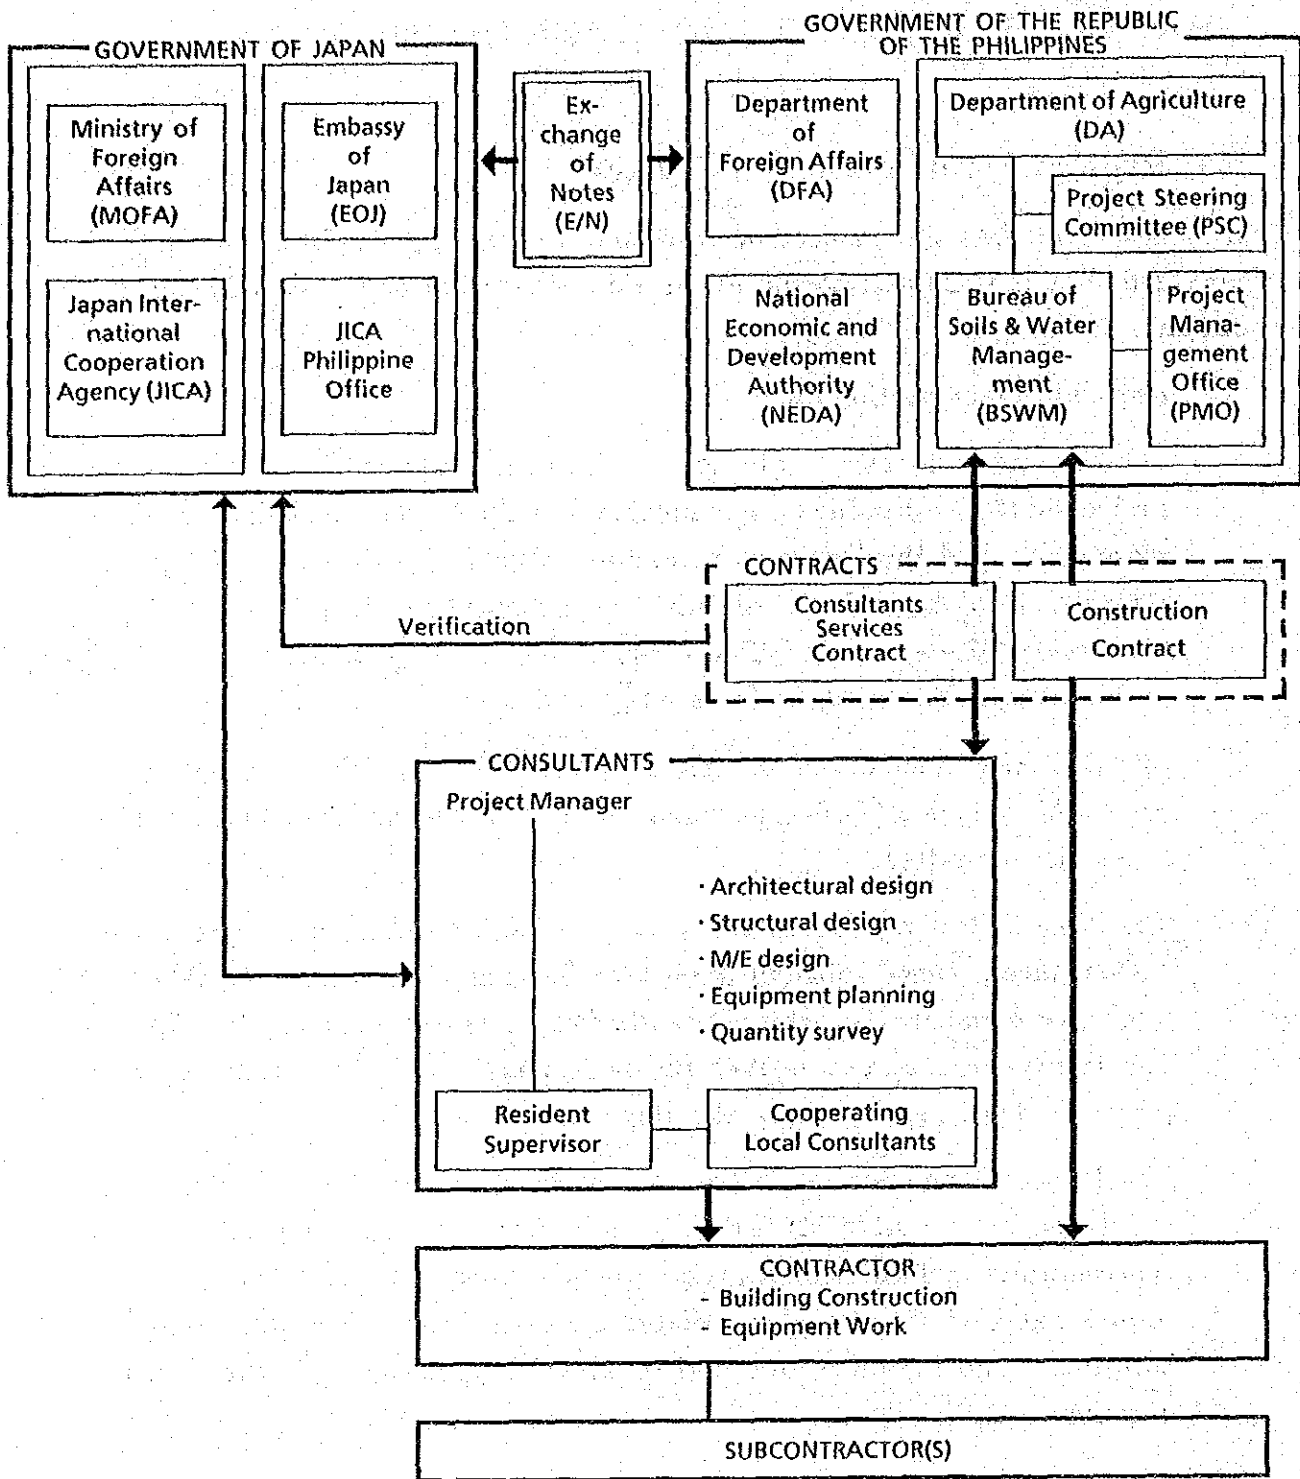 GOVERNMENT OF JAPAN
Ministry of
Foreign
Affairs
(MOFA)
Embassy
of
Japan
(EOJ)
Japan Inter-
national
Cooperation
Agency (JICA)
JICA
Philippine
Office
Ex-
change
of
Notes
(E/N)
GOVERNMENT OF THE REPUBLIC
OF THE PHILIPPINES
Department
of
Foreign Affairs
(DFA)
Department of Agriculture
(DA)
Project Steering
Committee (PSC)
National
Economic and
Development
Authority
(NEDA)
Bureau of
Soils & Water
Manage-
ment
(BSWM)
Project
Mana-
gement
Office
(PMO)
CONTRACTS
Consultants
Services
Contract
Construction
Contract
Verification
CONSULTANTS
Project Manager
· Architectural design
· Structural design
· M/E design
· Equipment planning
· Quantity survey
Resident
Supervisor
Cooperating
Local Consultants
CONTRACTOR
- Building Construction
- Equipment Work
SUBCONTRACTOR(S)